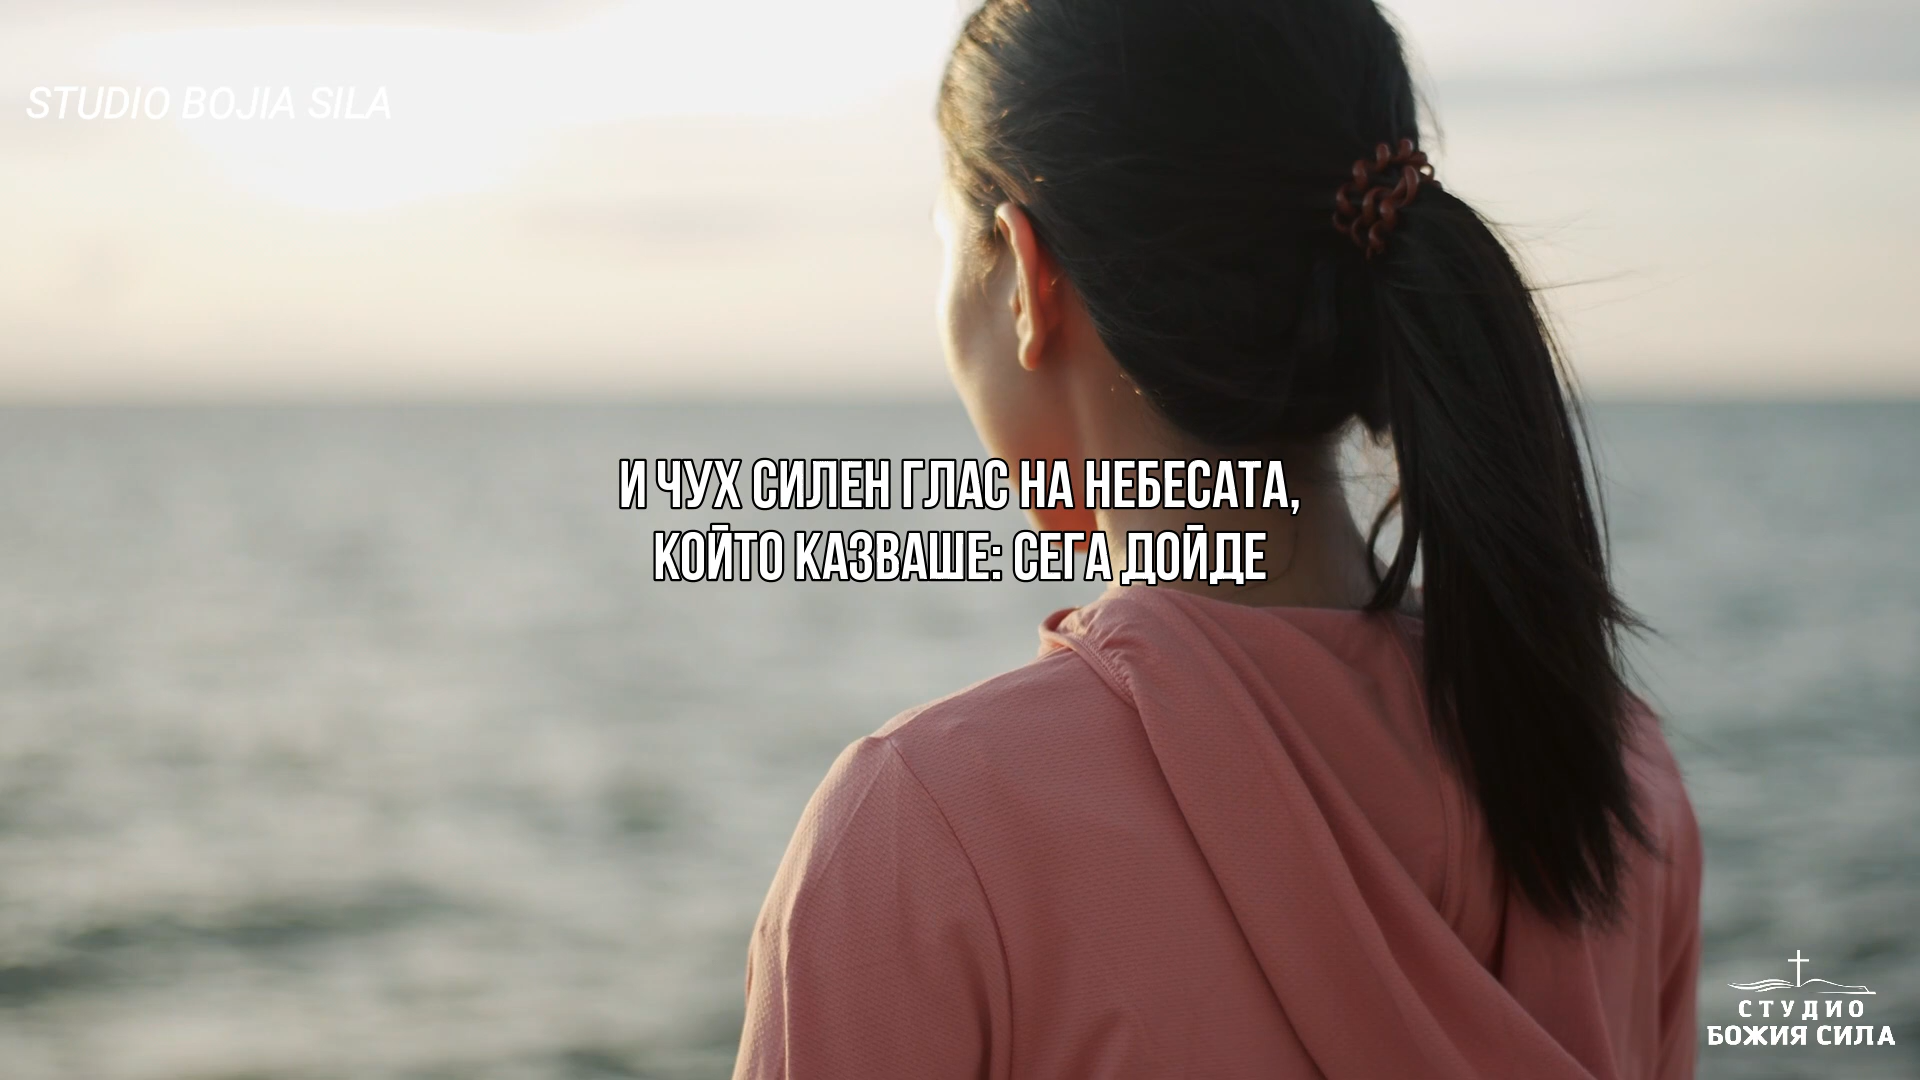 STUDIO BOJIA SILA
И ЧУХ СИЛЕН ГЛАС НА НЕБЕСАТА,
КОЙТО КАЗВАШЕ: СЕГА ДОЙДЕ
СТУДИО
БОЖИЯ СИЛА